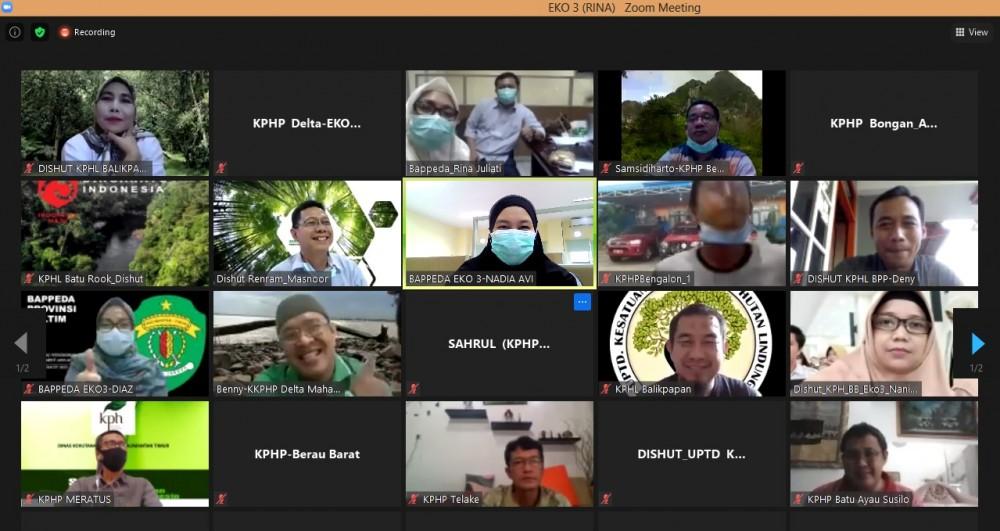 EKO 3 (RINA) Zoom Meeting
Recording
View
DISHUT KPHL BALIKPA...
KPHP Delta-EKO...
Bappeda_Rina Juliati
Samsidiharto-KPHP Be...
KPHP Bongan_A...
INDONESIA
KPHL Batu Rook_Dishut
Dishut Renram_Masnoor
BAPPEDA EKO 3-NADIA AVI
KPHPBengalon_1
DISHUT KPHL BPP-Deny
BAPPEDA
PROVINSI
TIM
BAPPEDA EKO3-DIAZ
Benny-KKPHP Delta Maha...
...
SAHRUL (KPHP...
UPTD. KESATUAN HUTAN LINDUNG
KPHL Balikpapan
Dishut_KPH_BB_Eko3_Nani...
1/2
1/2
kph
KPHP MERATUS
KPHP-Berau Barat
KPHP Telake
DISHUT_UPTD K...
KPHP Batu Ayau Susilo